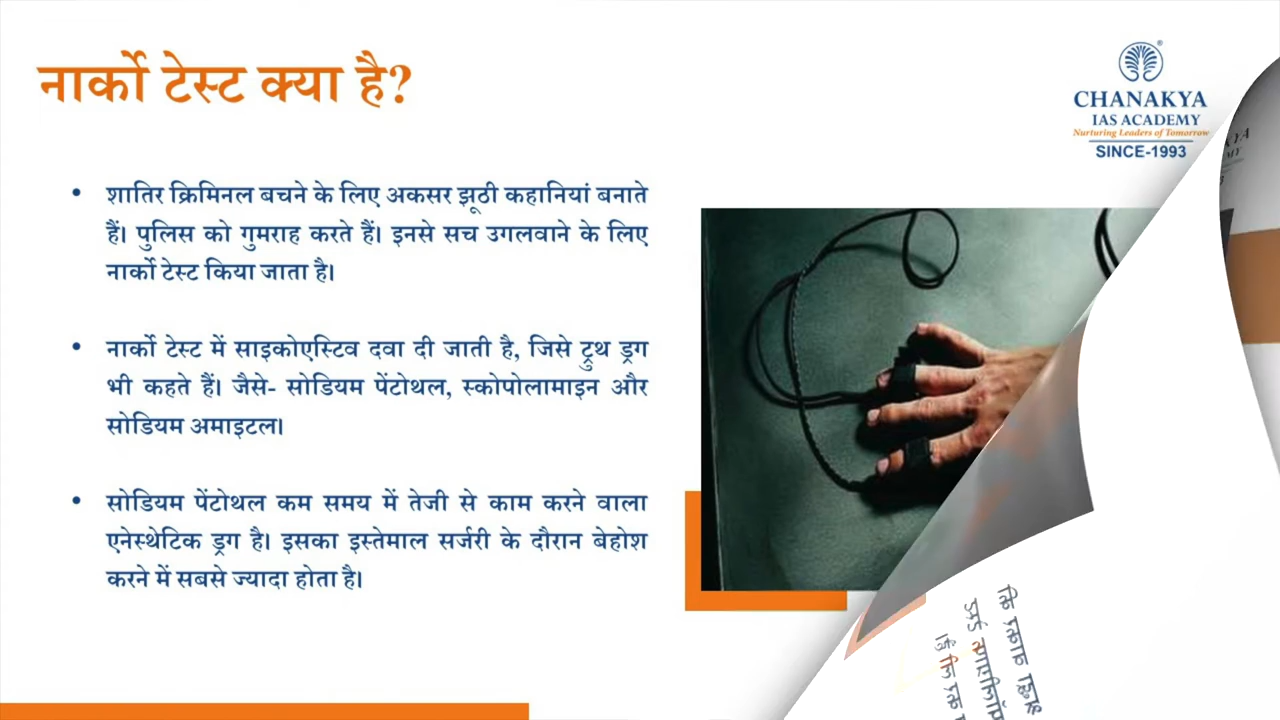 नार्को टेस्ट क्या है?
CHANAKYA
IAS ACADEMY
Nurturing Leaders of Tomorrow
SINCE-1993
• शातिर क्रिमिनल बचने के लिए अकसर झूठी कहानियां बनाते
हैं। पुलिस को गुमराह करते हैं। इनसे सच उगलवाने के लिए
नार्को टेस्ट किया जाता है।
• नार्को टेस्ट में साइकोएस्टिव दवा दी जाती है, जिसे ट्रुथ ड्रग
भी कहते हैं। जैसे- सोडियम पेंटोथल, स्कोपोलामाइन और
सोडियम अमाइटल।
• सोडियम पेंटोथल कम समय में तेजी से काम करने वाला
एनेस्थेटिक ड्रग है। इसका इस्तेमाल सर्जरी के दौरान बेहोश
करने में सबसे ज्यादा होता है।